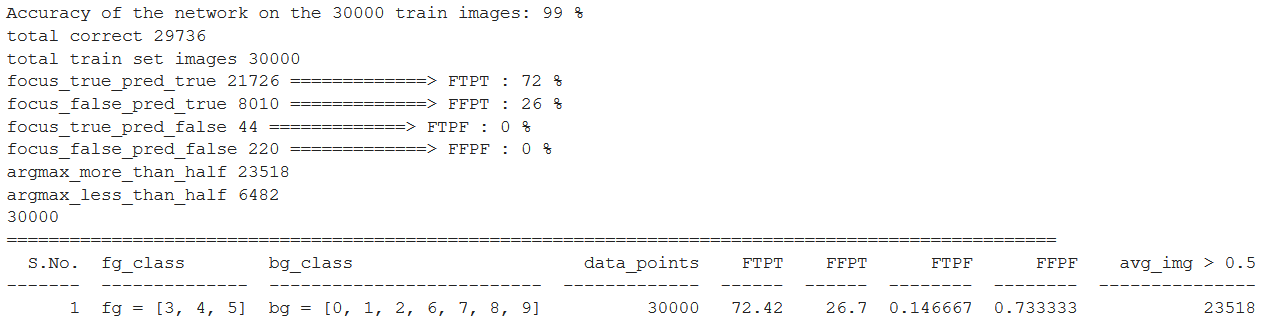 Accuracy of the network on the 30000 train images: 99 %
total correct 29736
total train set images 30000
focus_true_pred_true 21726 =============> FTPT : 72 %
focus_false_pred_true 8010 =============> FFPT : 26 %
focus_true_pred_false 44 =============> FTPF : 0 %
focus_false_pred_false 220 =============> FFPF : 0 %
argmax_more_than_half 23518
argmax_less_than_half 6482
30000
====================================================================================================
S.No. fg_class bg_class data_points FTPT FFPT FTPF FFPF avg_img > 0.5
------- -------------- -------------------------- ------------- ------ ------ -------- -------- ---------------
1 fg = [3, 4, 5] bg = [0, 1, 2, 6, 7, 8, 9] 30000 72.42 26.7 0.146667 0.733333 23518